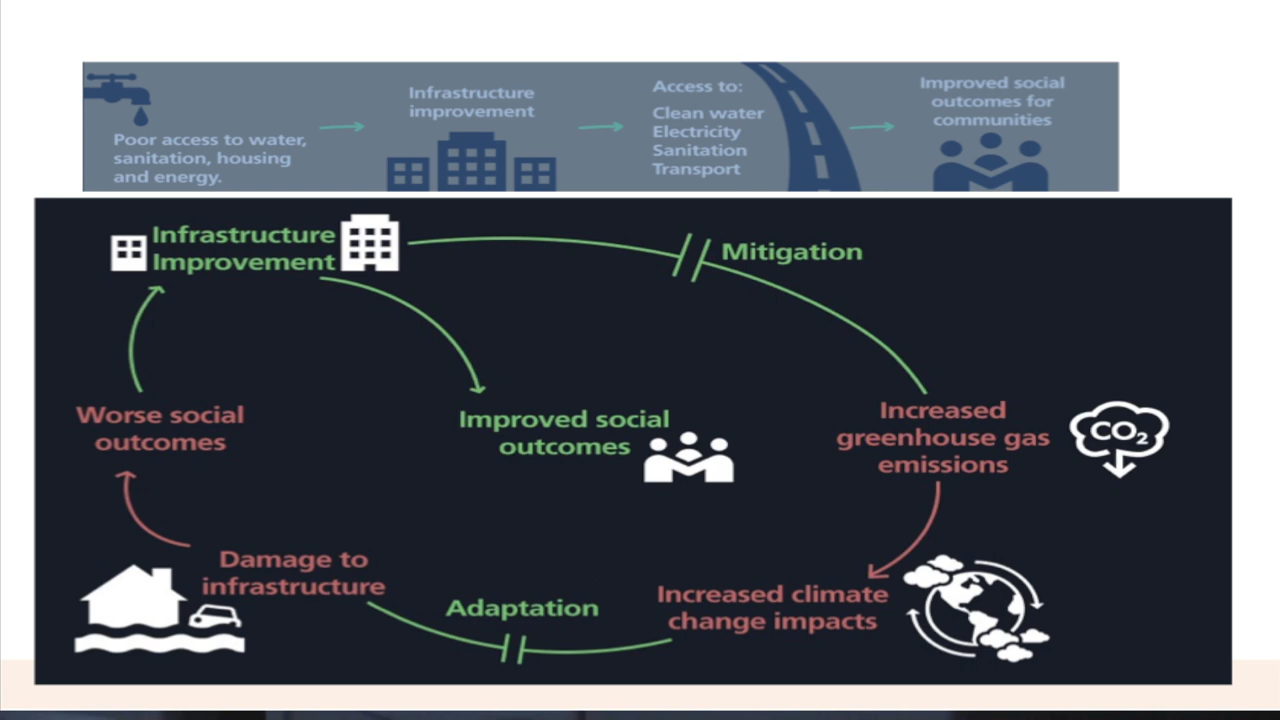 Poor access to water,
sanitation, housing
and energy.
Infrastructure
improvement
Access to:
Clean water
Electricity
Sanitation
Transport
Improved social
outcomes for
communities
Infrastructure
Improvement
Mitigation
Worse social
outcomes
Improved social
outcomes
Increased
greenhouse gas
emissions
CO₂
Damage to
infrastructure
Adaptation
Increased climate
change impacts